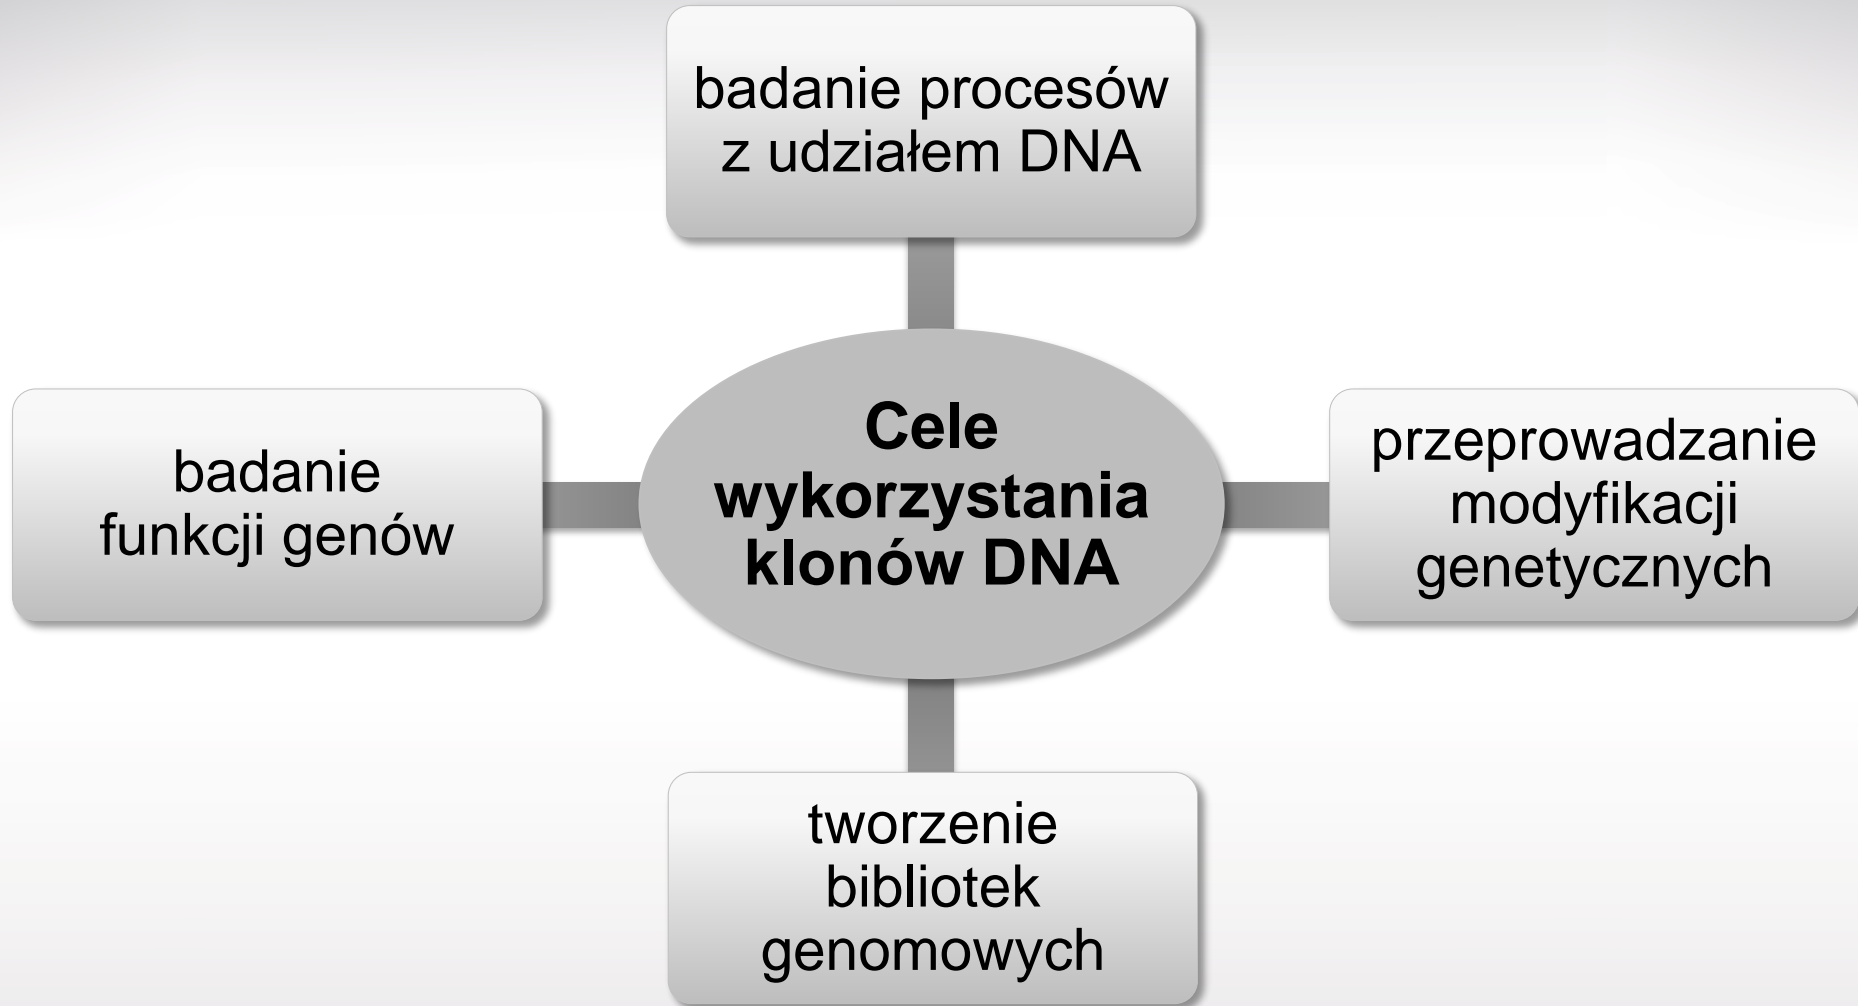 badanie procesów
z udziałem DNA
badanie
funkcji genów
Cele
wykorzystania
klonów DNA
przeprowadzanie
modyfikacji
genetycznych
tworzenie
bibliotek
genomowych